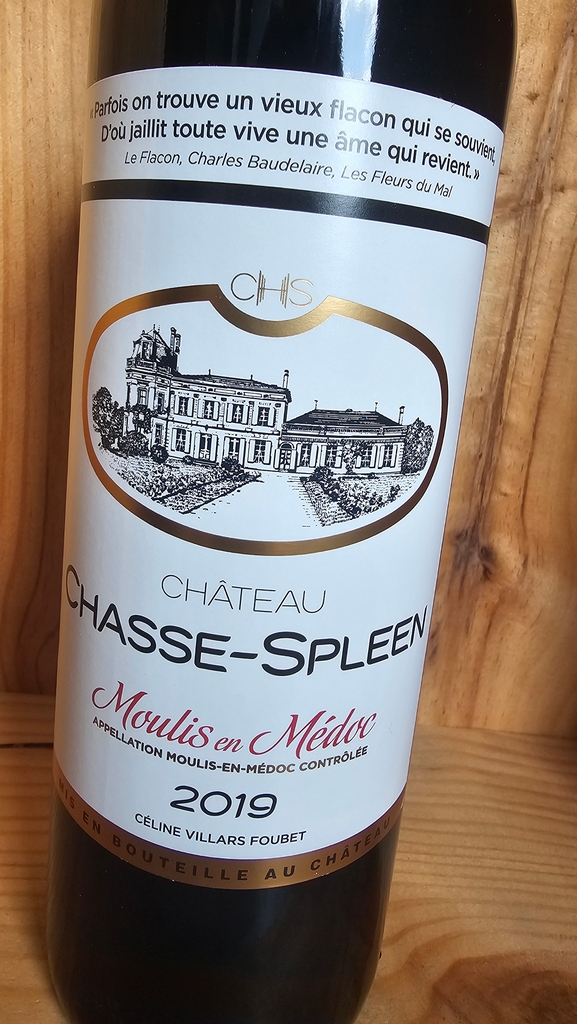 « Parfois on trouve un vieux flacon qui se souvient,
D'où jaillit toute vive une âme qui revient. »
Le Flacon, Charles Baudelaire, Les Fleurs du Mal
CHS
CHÂTEAU
CHASSE-SPLEEN
Moulis en Médoc
APPELLATION MOULIS-EN-MÉDOC CONTRÔLÉE
2019
CÉLINE VILLARS FOUBET
MIS EN BOUTEILLE AU CHÂTEAU